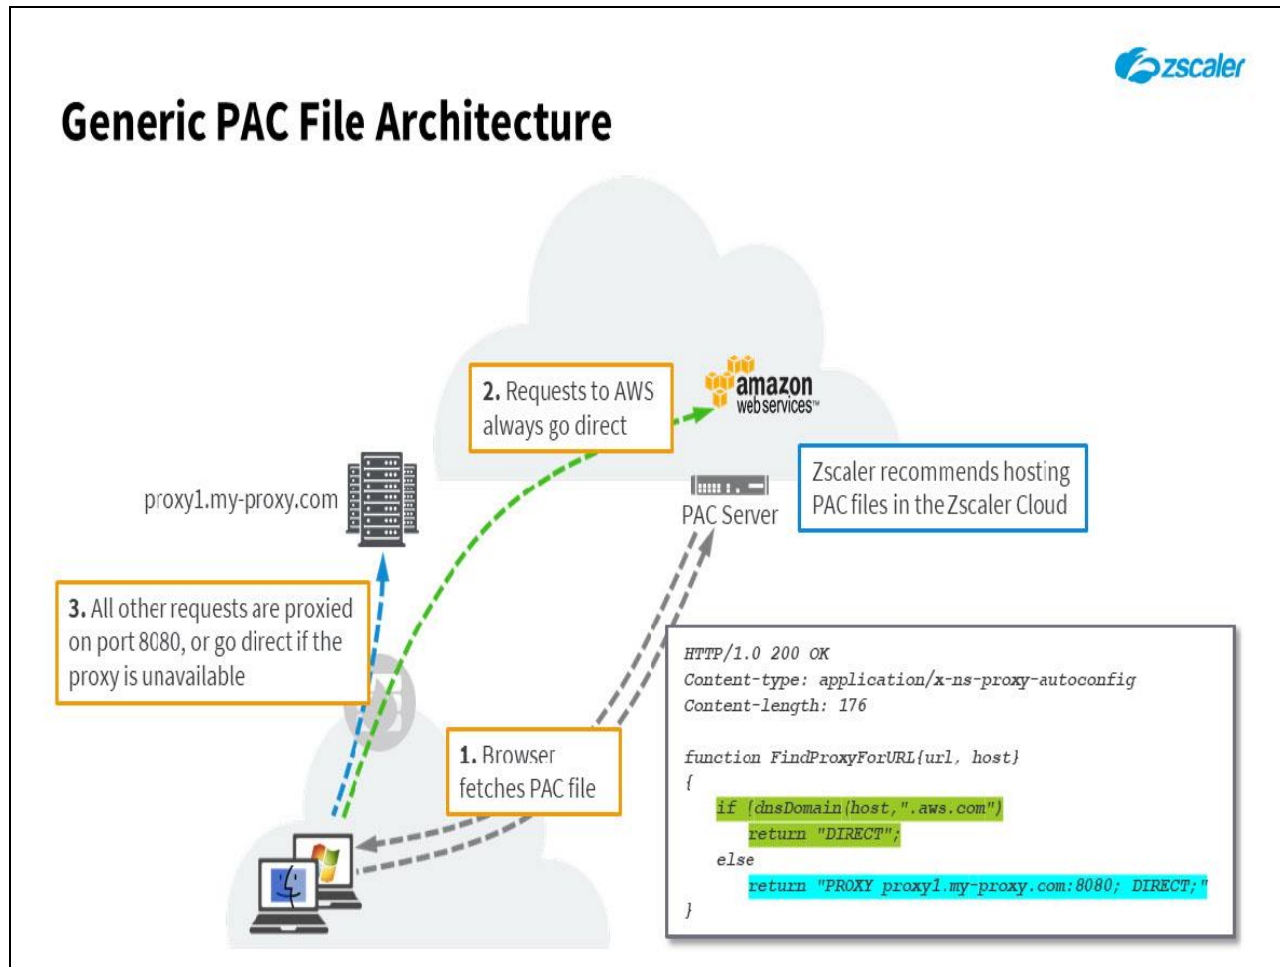 zscaler
Generic PAC File Architecture
2. Requests to AWS
always go direct
amazon
webservices™
proxy1.my-proxy.com
PAC Server
Zscaler recommends hosting
PAC files in the Zscaler Cloud
3. All other requests are proxied
on port 8080, or go direct if the
proxy is unavailable
1. Browser
fetches PAC file
HTTP/1.0 200 OK
Content-type: application/x-ns-proxy-autoconfig
Content-length: 176
function FindProxyForURL{url, host}
{
if (dnsDomain(host,".aws.com")
return "DIRECT";
else
return "PROXY proxy1.my-proxy.com:8080; DIRECT;"
}